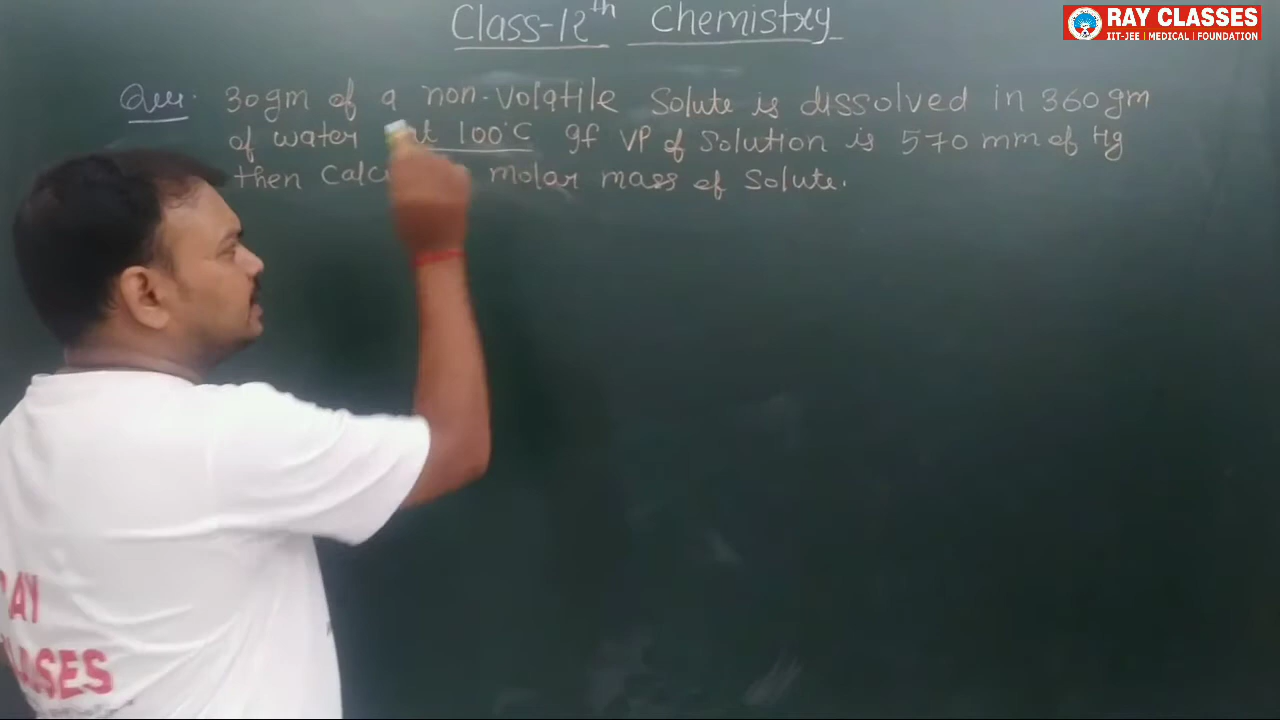 Class-12th Chemistry
RAY CLASSES
IIT-JEE | MEDICAL | FOUNDATION
Que. 30gm of a non-volatile Solute is dissolved in 360gm
of water at 100°C If VP of Solution is 570 mm of Hg
then molar mass of Solute.